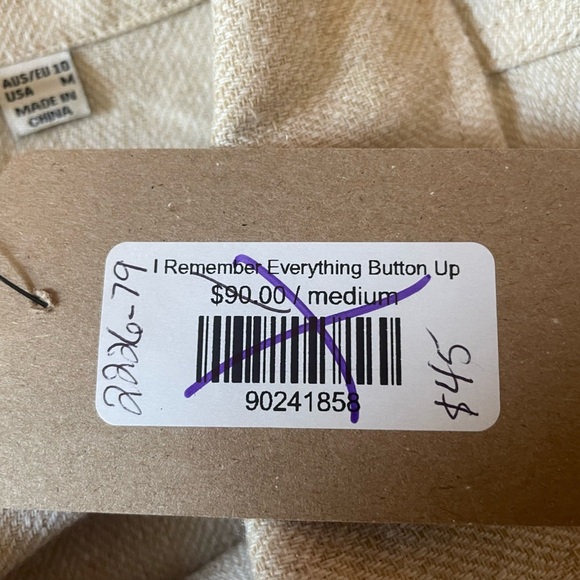 AUS/EU 10
USA M
MADE IN
CHINA
I Remember Everything Button Up
$90.00 / medium
90241858
2226-79
$45